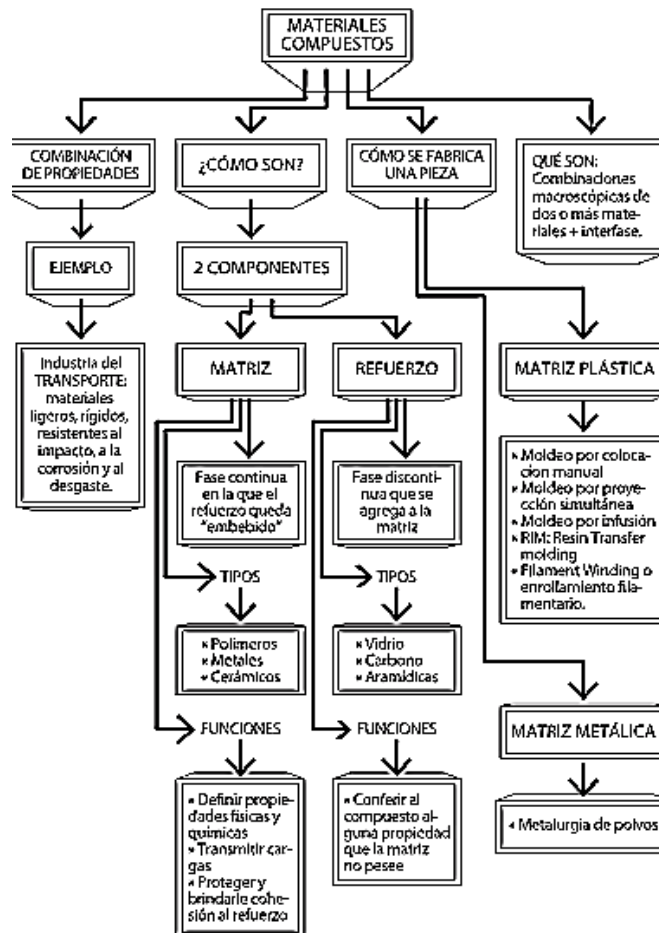 MATERIALES
COMPUESTOS
COMBINACIÓN
DE PROPIEDADES
¿CÓMO SON?
CÓMO SE FABRICA
UNA PIEZA
QUÉ SON:
Combinaciones
macroscópicas de
dos o más mate-
riales + interfase.
EJEMPLO
2 COMPONENTES
Industria del
TRANSPORTE:
materiales
ligeros, rígidos,
resistentes al
impacto, a la
corrosión y al
desgaste.
MATRIZ
REFUERZO
MATRIZ PLÁSTICA
Fase continua
en la que el
refuerzo queda
"embebido"
Fase disconti-
nua que se
agrega a la
matriz
* Moldeo por coloca-
cion manual
* Moldeo por proye-
cción simultánea
* Moldeo por infusión
* RIM: Resin Transfer
molding
* Filament Winding o
enrollamiento fila-
mentario.
TIPOS
TIPOS
* Polimeros
* Metales
* Cerámicos
* Vidrio
* Carbono
* Aramídicas
FUNCIONES
FUNCIONES
MATRIZ METÁLICA
* Definir propie-
dades físicas y
químicas
* Transmitir car-
gas
* Proteger y
brindarle cohe-
sión al refuerzo
* Conferir al
compuesto al-
guna propiedad
que la matriz
no pesee
* Metalurgia de polvos